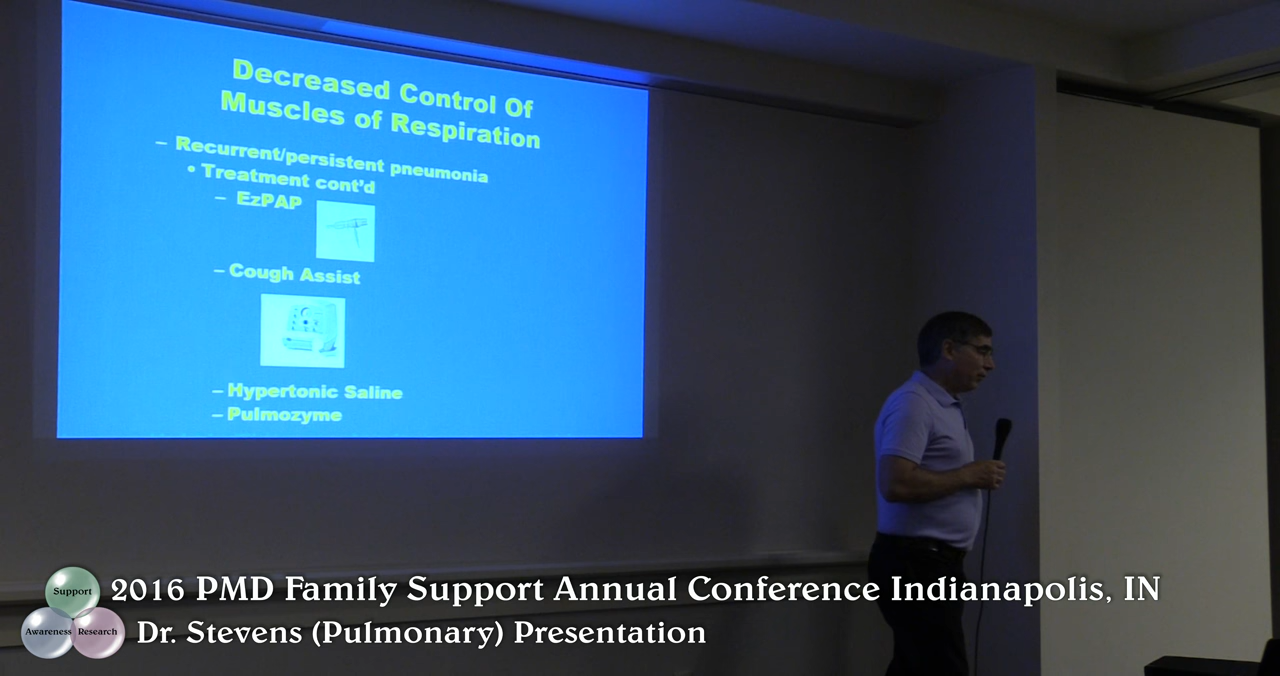 Decreased Control Of
Muscles of Respiration
– Recurrent/persistent pneumonia
• Treatment cont'd
– EzPAP
– Cough Assist
– Hypertonic Saline
– Pulmozyme
Support
Awareness Research
2016 PMD Family Support Annual Conference Indianapolis, IN
Dr. Stevens (Pulmonary) Presentation